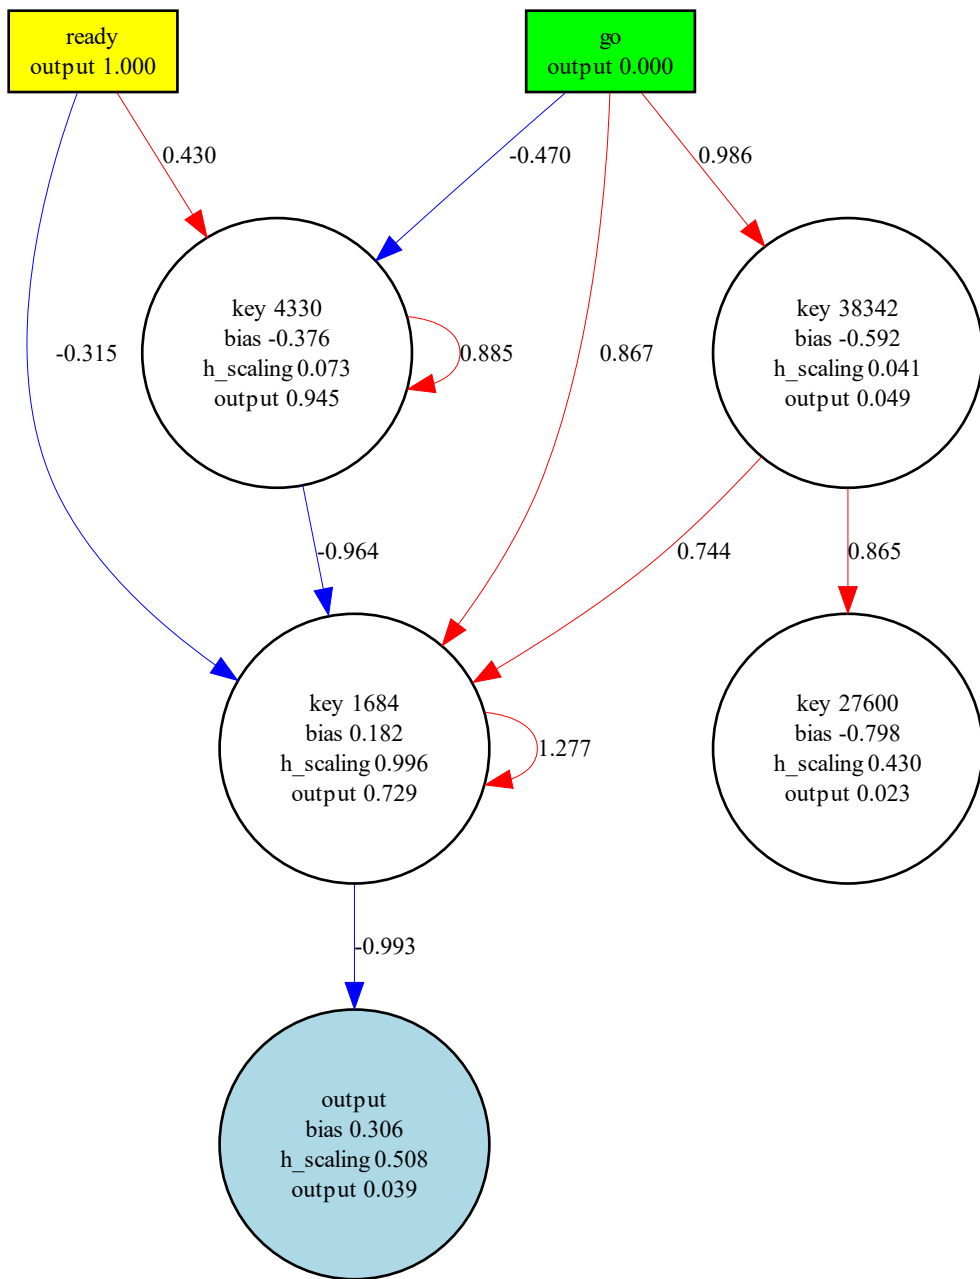 ready
output 1.000
go
output 0.000
0.430
-0.470
0.986
key 4330
bias -0.376
h_scaling 0.073
output 0.945
key 38342
bias -0.592
h_scaling 0.041
output 0.049
-0.315
0.885
0.867
-0.964
0.744
0.865
key 1684
bias 0.182
h_scaling 0.996
output 0.729
1.277
key 27600
bias -0.798
h_scaling 0.430
output 0.023
-0.993
output
bias 0.306
h_scaling 0.508
output 0.039